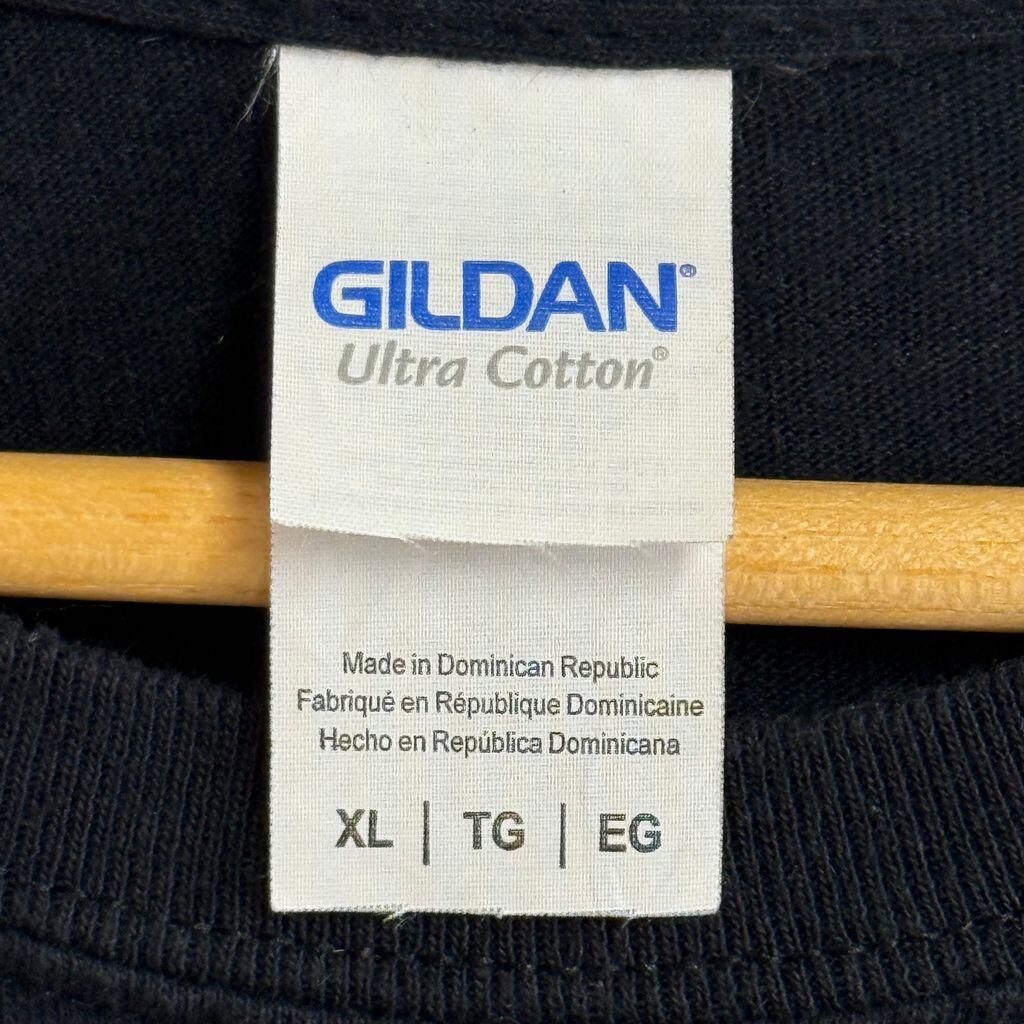 GILDAN®
Ultra Cotton®
Made in Dominican Republic
Fabriqué en République Dominicaine
Hecho en República Dominicana
XL | TG | EG